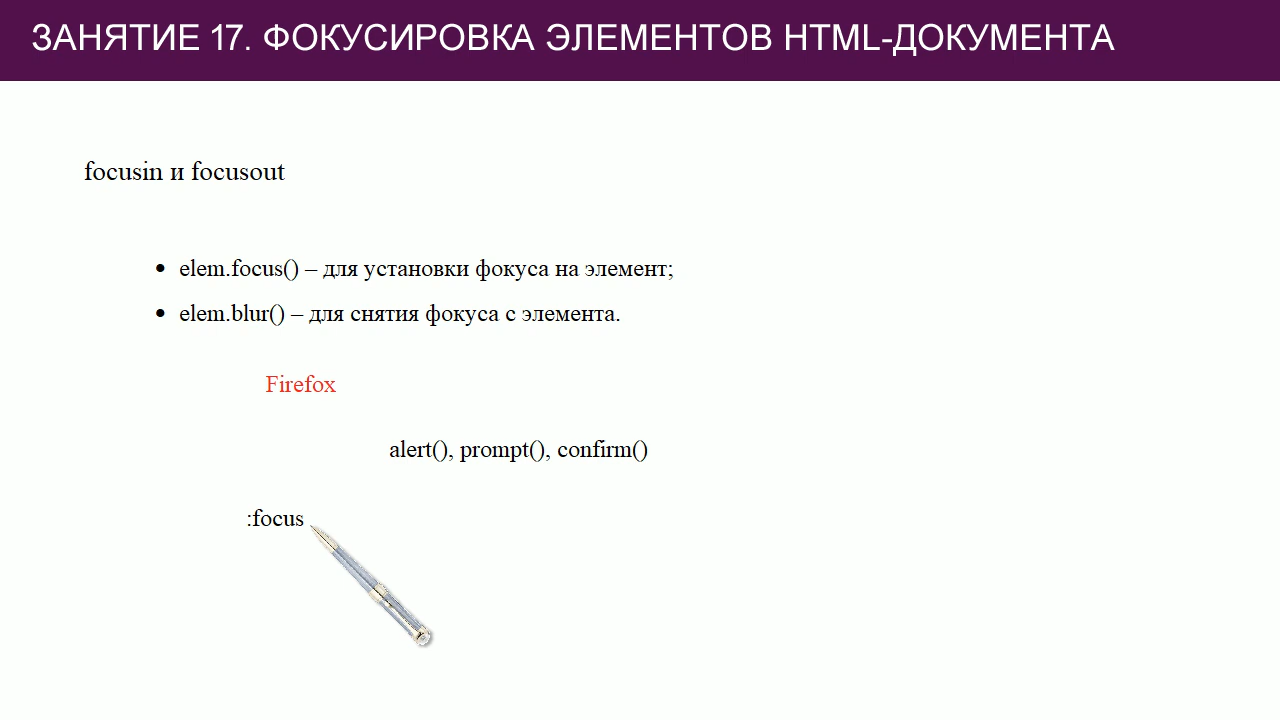 ЗАНЯТИЕ 17. ФОКУСИРОВКА ЭЛЕМЕНТОВ HTML-ДОКУМЕНТА
focusin и focusout
• elem.focus() – для установки фокуса на элемент;
• elem.blur() – для снятия фокуса с элемента.
Firefox
alert(), prompt(), confirm()
:focus